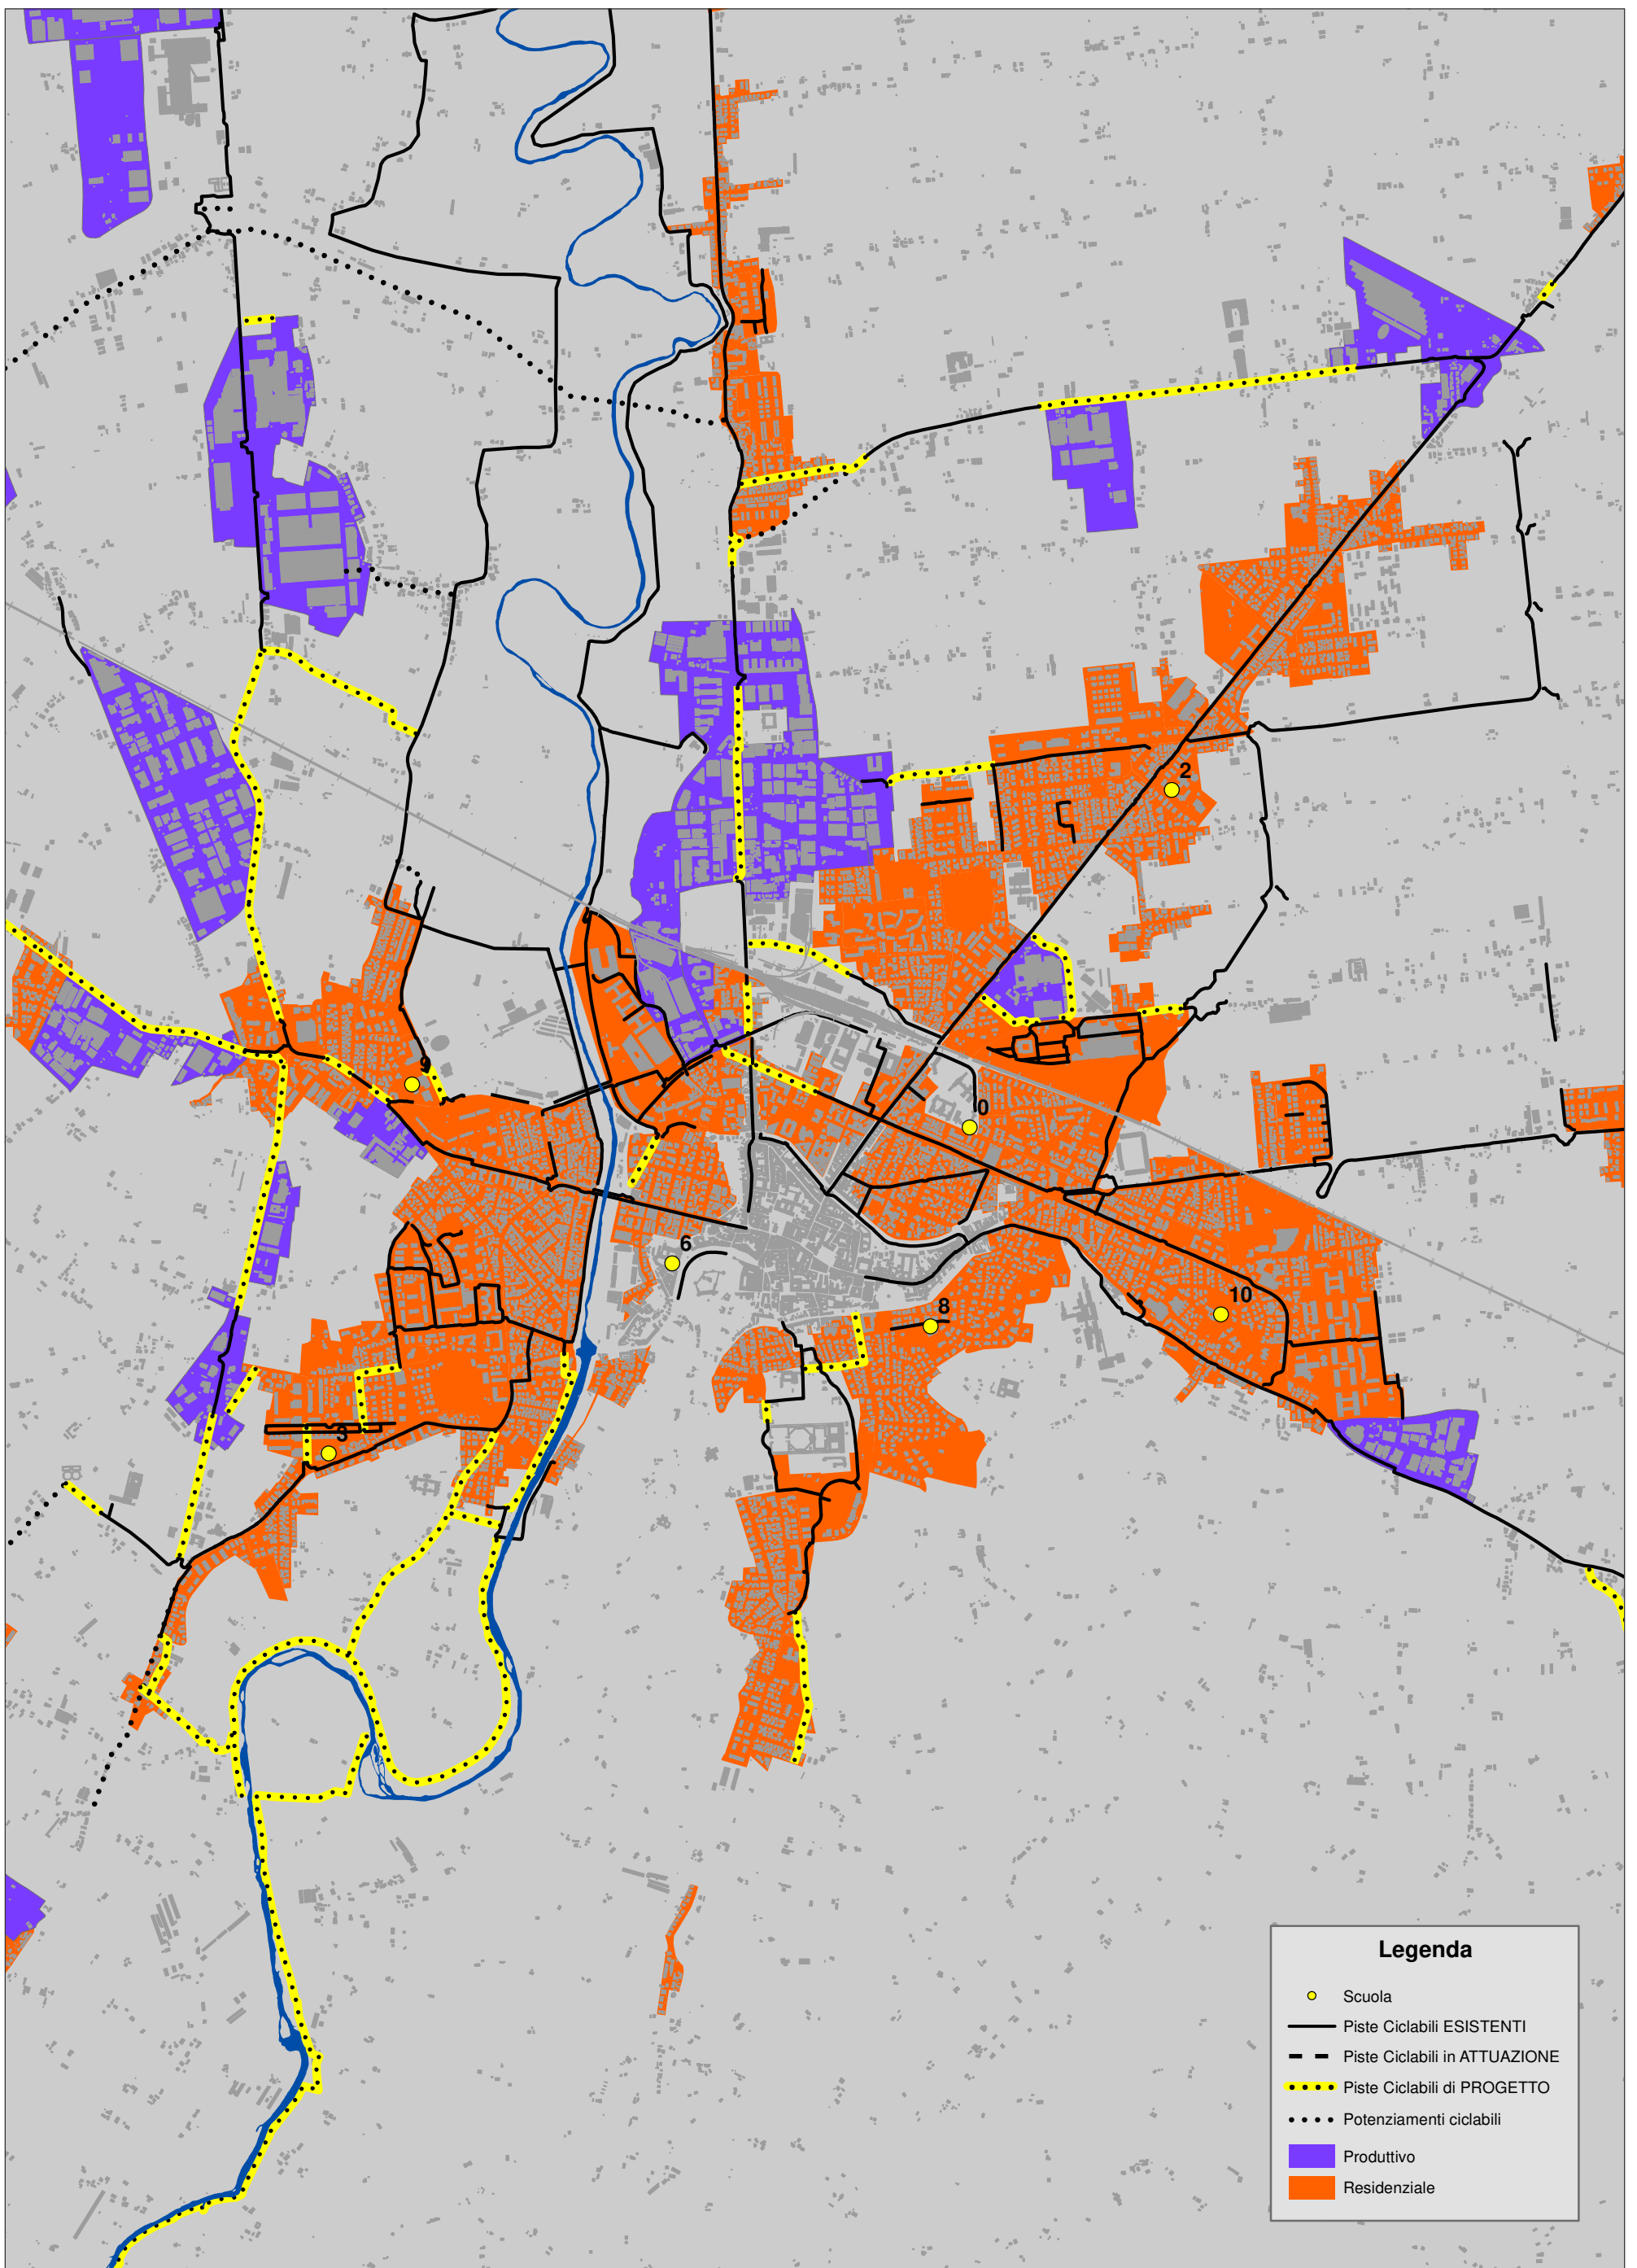 2
9
0
6
8
10
3
Legenda
Scuola
Piste Ciclabili ESISTENTI
Piste Ciclabili in ATTUAZIONE
Piste Ciclabili di PROGETTO
Potenziamenti ciclabili
Produttivo
Residenziale